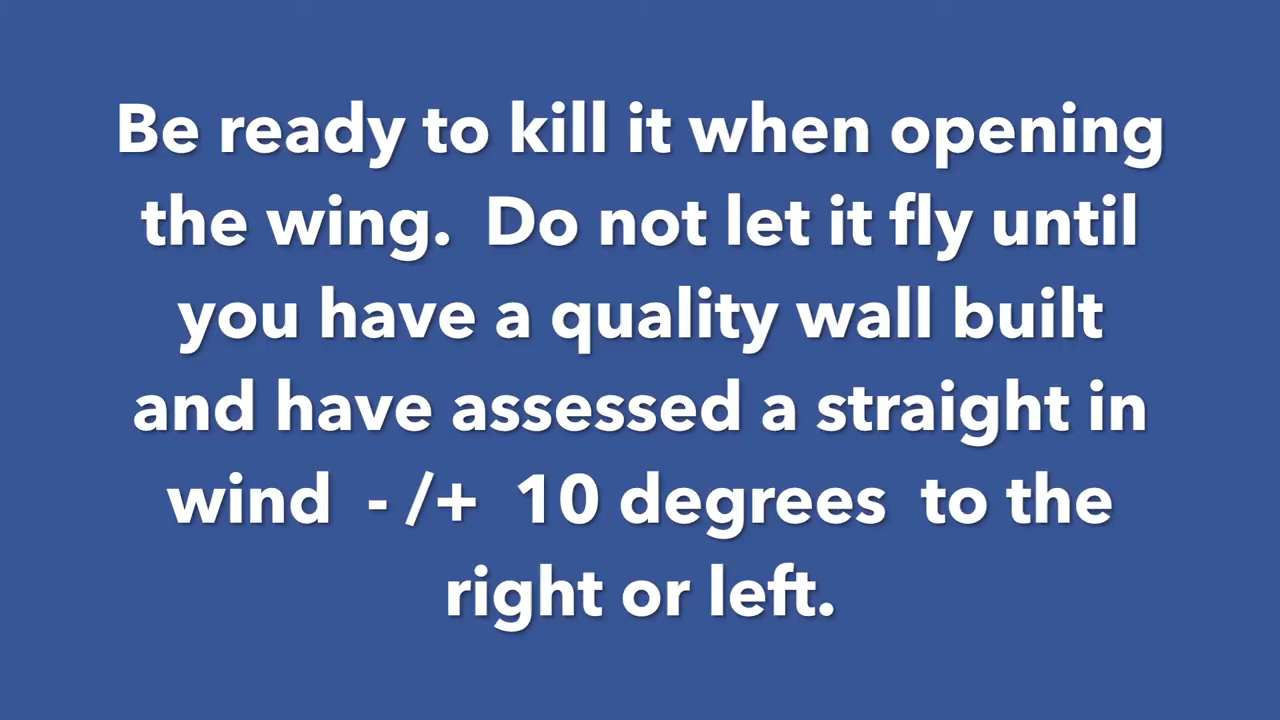 Be ready to kill it when opening
the wing.  Do not let it fly until
you have a quality wall built
and have assessed a straight in
wind  - /+  10 degrees  to the
right or left.